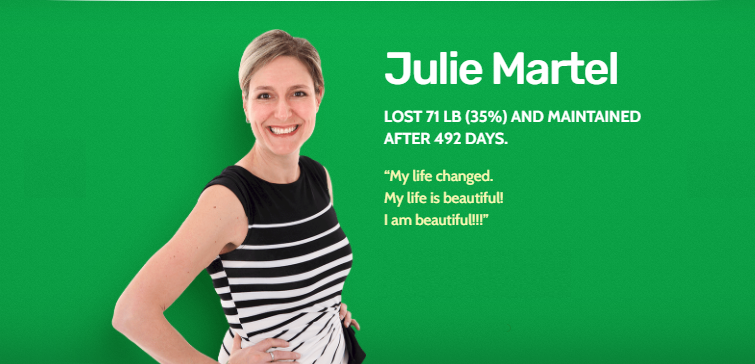 Julie Martel
LOST 71 LB (35%) AND MAINTAINED
AFTER 492 DAYS.
“My life changed.
My life is beautiful!
I am beautiful!!!”